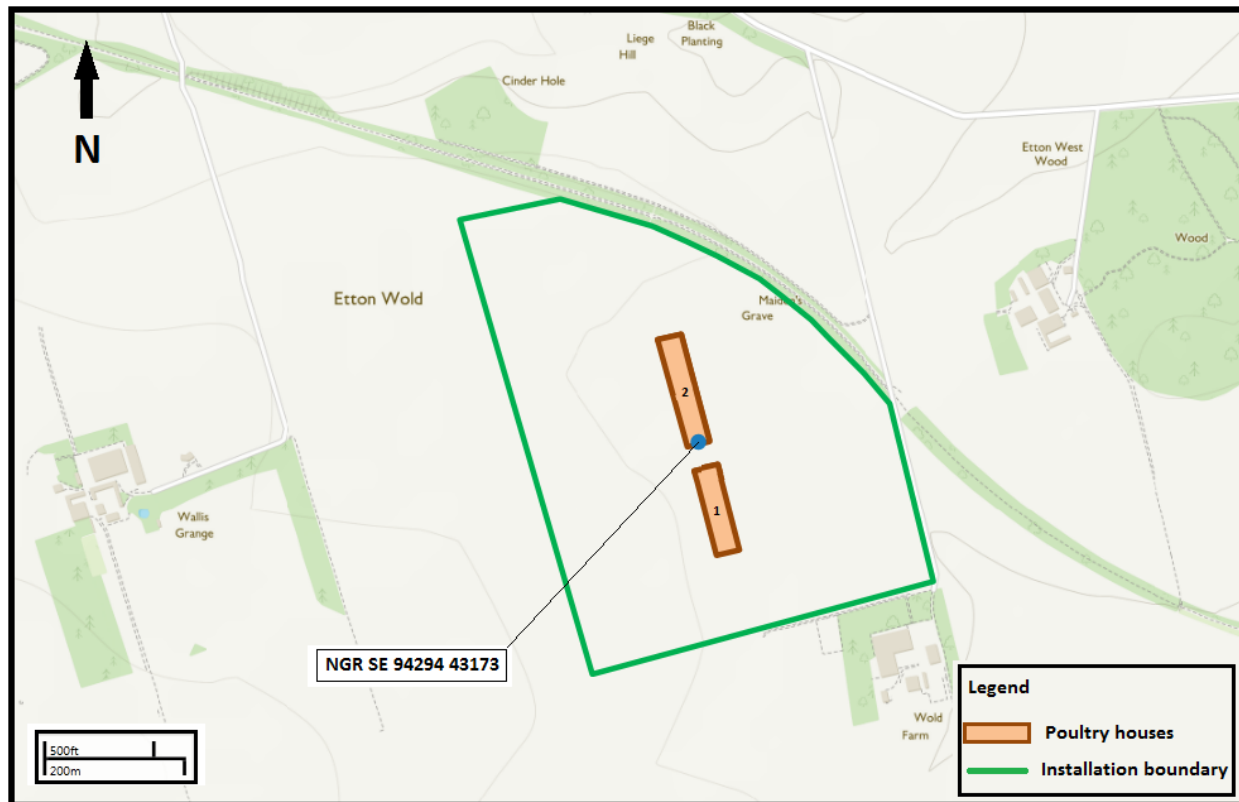 N
Black
Planting
Liege
Hill
Cinder Hole
Etton West
Wood
Wood
Etton Wold
Maiden's
Grave
2
1
Wallis
Grange
NGR SE 94294 43173
Wold
Farm
500ft
200m
Legend
Poultry houses
Installation boundary